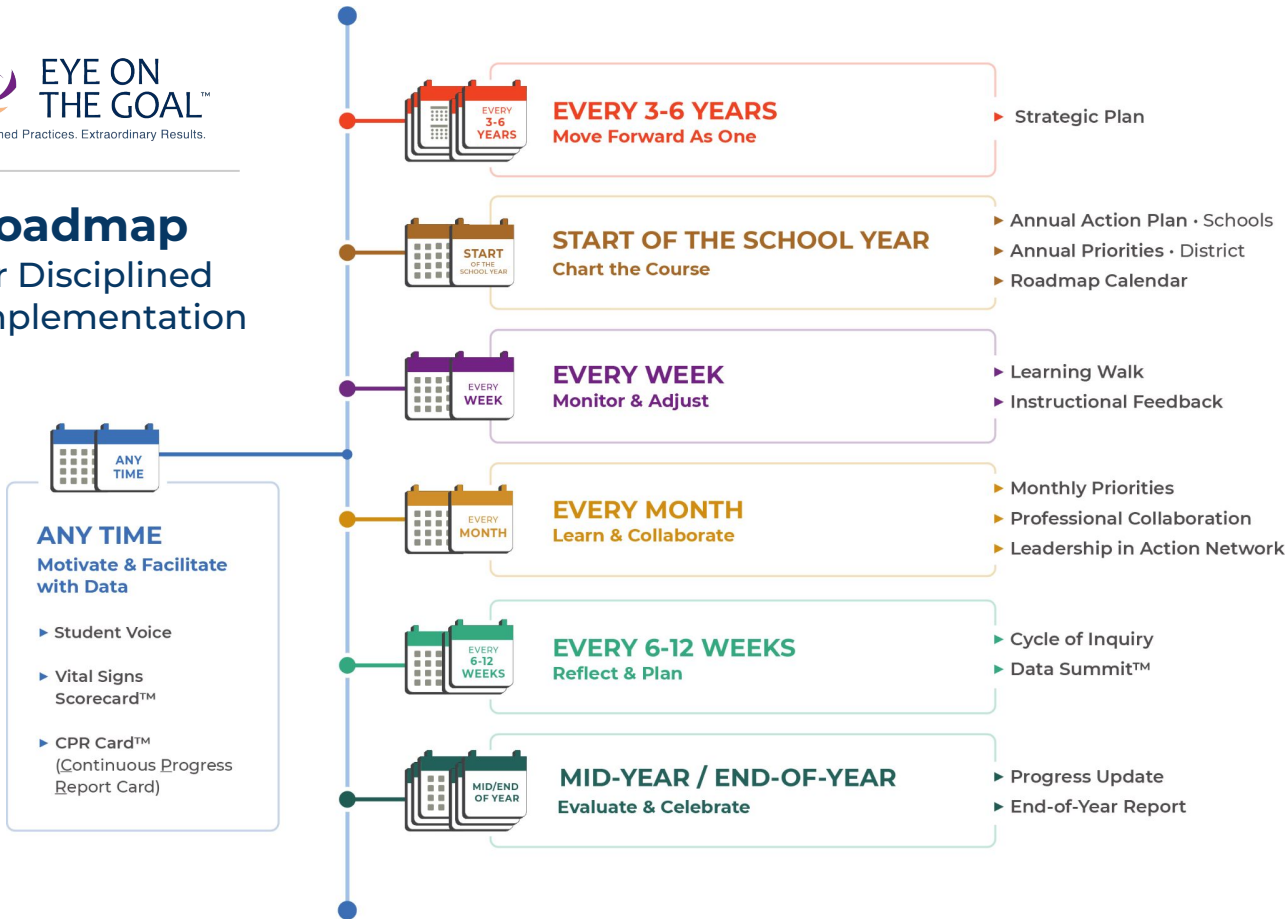 EYE ON
THE GOAL™
Practices. Extraordinary Results.
Disciplined
EVERY
3-6
YEARS
EVERY 3-6 YEARS
Move Forward As One
► Strategic Plan
START
OF THE
SCHOOL YEAR
START OF THE SCHOOL YEAR
Chart the Course
► Annual Action Plan · Schools
► Annual Priorities · District
► Roadmap Calendar
EVERY
WEEK
EVERY WEEK
Monitor & Adjust
► Learning Walk
► Instructional Feedback
ANY
TIME
ANY TIME
Motivate & Facilitate
with Data
► Student Voice
► Vital Signs
Scorecard™
► CPR Card™
(Continuous Progress
Report Card)
EVERY
MONTH
EVERY MONTH
Learn & Collaborate
► Monthly Priorities
► Professional Collaboration
► Leadership in Action Network
EVERY
6-12
WEEKS
EVERY 6-12 WEEKS
Reflect & Plan
► Cycle of Inquiry
► Data Summit™
MID/END
OF YEAR
MID-YEAR / END-OF-YEAR
Evaluate & Celebrate
► Progress Update
► End-of-Year Report